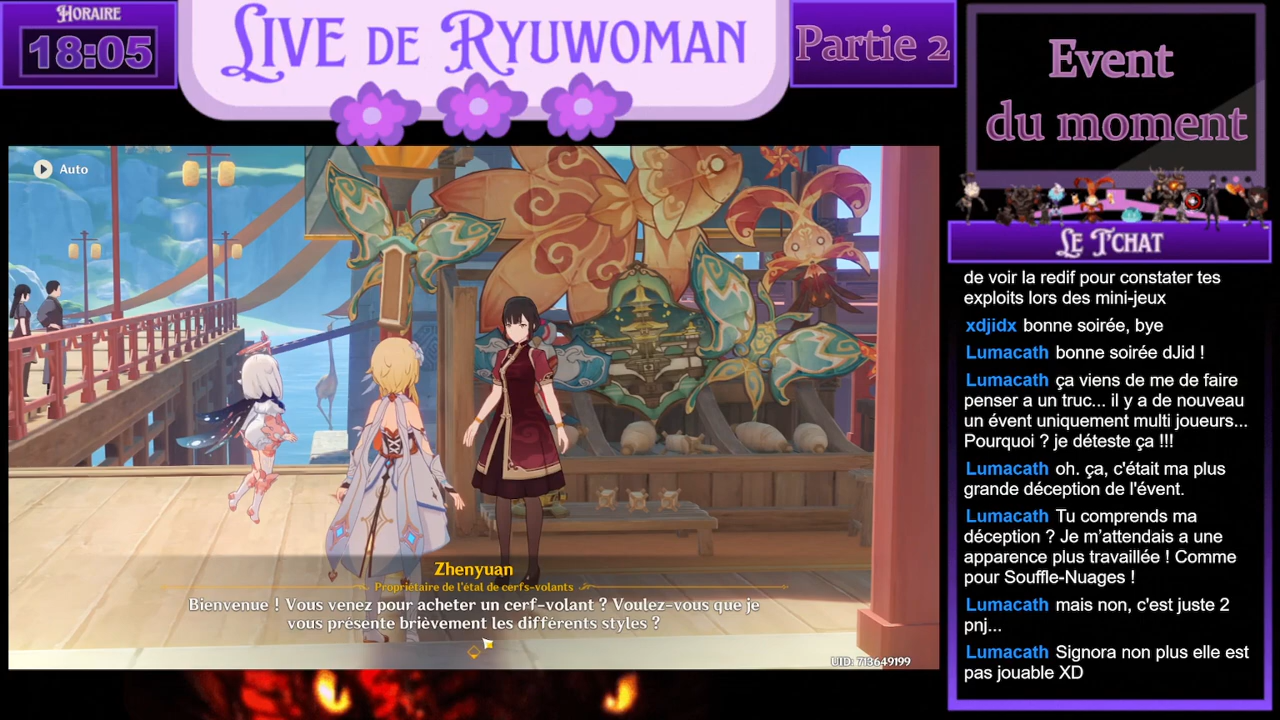 Horaire
18:05
Live de Ryuwoman
Partie 2
Event
du moment
Auto
Le T'chat
de voir la redif pour constater tes
exploits lors des mini-jeux
xdjidx bonne soirée, bye
Lumacath bonne soirée dJid !
Lumacath ça viens de me de faire
penser a un truc... il y a de nouveau
un évent uniquement multi joueurs...
Pourquoi ? je déteste ça !!!
Lumacath oh. ça, c'était ma plus
grande déception de l'évent.
Lumacath Tu comprends ma
déception ? Je m'attendais a une
apparence plus travaillée ! Comme
pour Souffle-Nuages !
Lumacath mais non, c'est juste 2
pnj...
Lumacath Signora non plus elle est
pas jouable XD
Zhenyuan
Propriétaire de l'étal de cerfs-volants
Bienvenue ! Vous venez pour acheter un cerf-volant ? Voulez-vous que je
vous présente brièvement les différents styles ?
UID: 713649199